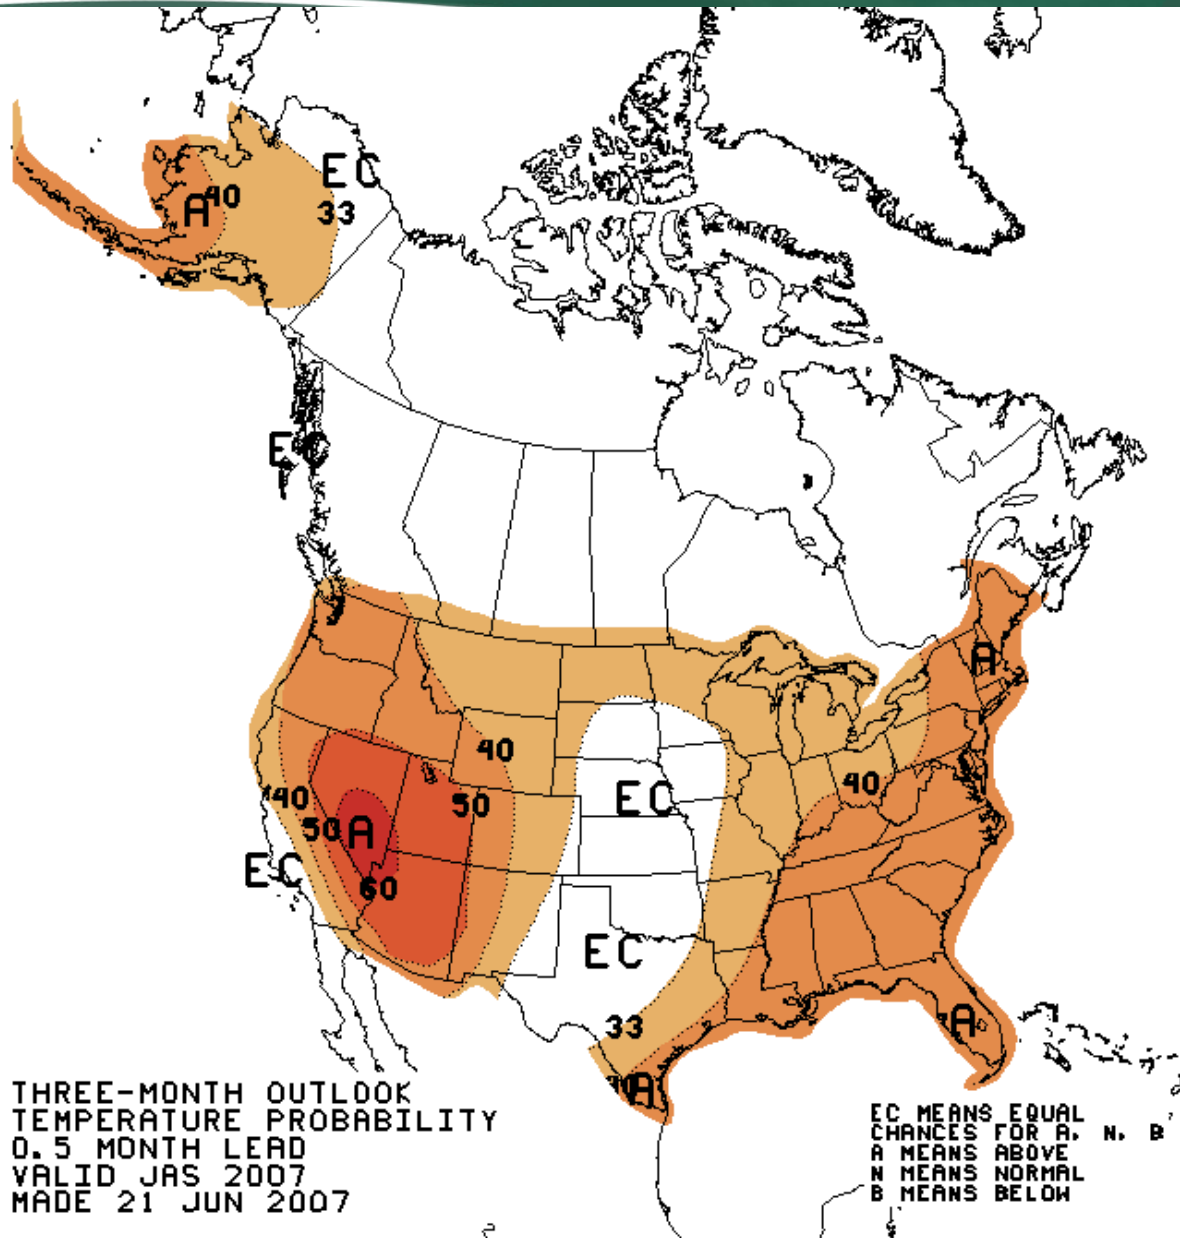 EC
33
A 40
EC
A
40
40
50
EC
40
50 A
EC
60
EC
A
33
A
THREE-MONTH OUTLOOK
TEMPERATURE PROBABILITY
0.5 MONTH LEAD
VALID JAS 2007
MADE 21 JUN 2007
EC MEANS EQUAL
CHANCES FOR A, N, B
A MEANS ABOVE
N MEANS NORMAL
B MEANS BELOW